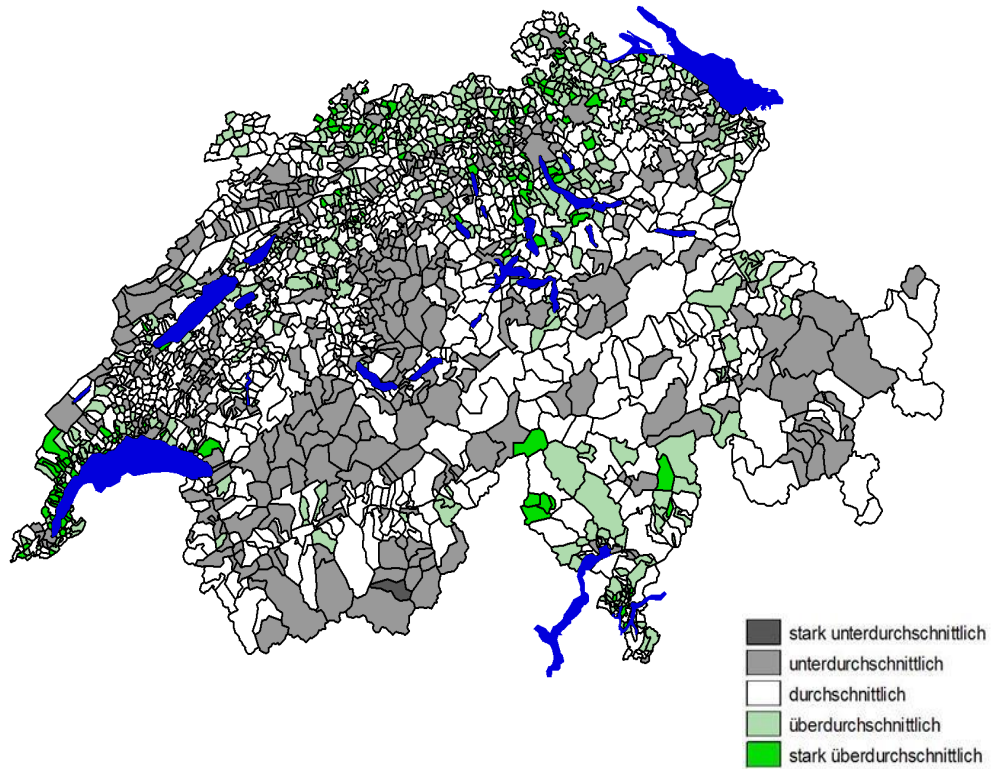 stark unterdurchschnittlich
unterdurchschnittlich
durchschnittlich
überdurchschnittlich
stark überdurchschnittlich